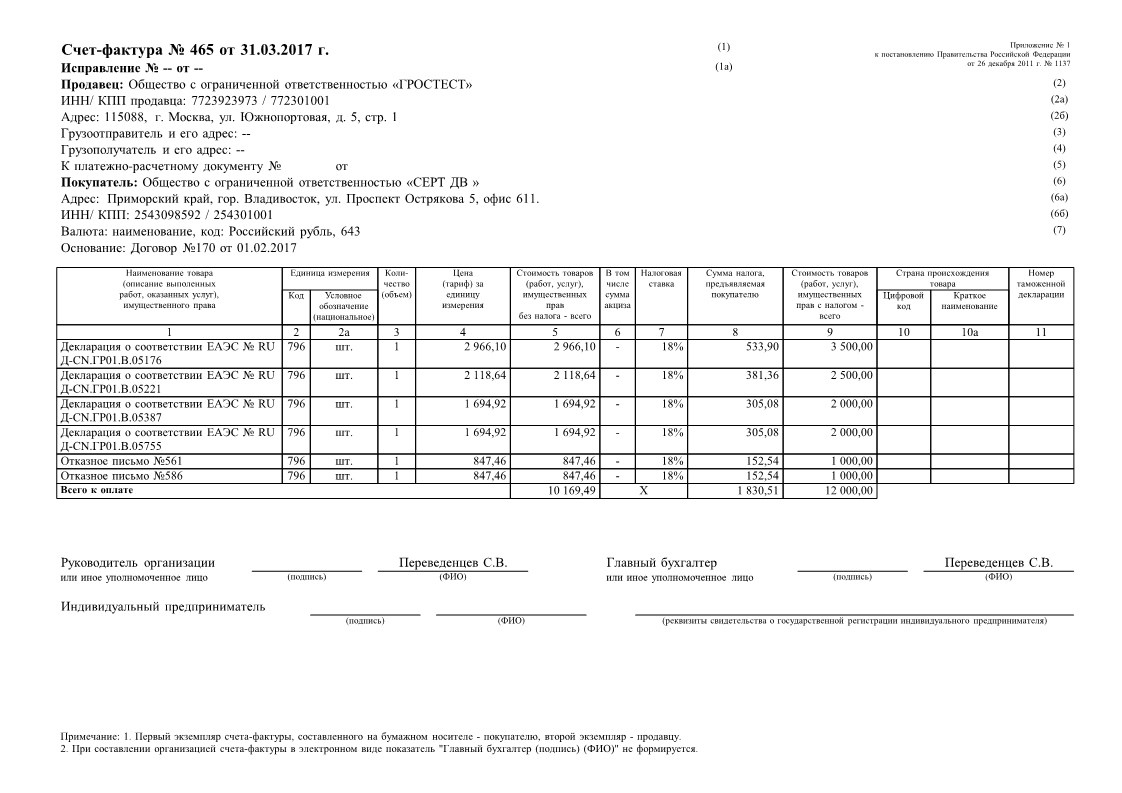 Счет-фактура № 465 от 31.03.2017 г. (1)
Приложение № 1
к постановлению Правительства Российской Федерации
от 26 декабря 2011 г. № 1137
Исправление № -- от -- (1а)
Продавец: Общество с ограниченной ответственностью «ГРОСТЕСТ» (2)
ИНН/ КПП продавца: 7723923973 / 772301001 (2а)
Адрес: 115088, г. Москва, ул. Южнопортовая, д. 5, стр. 1 (2б)
Грузоотправитель и его адрес: -- (3)
Грузополучатель и его адрес: -- (4)
К платежно-расчетному документу № от (5)
Покупатель: Общество с ограниченной ответственностью «СЕРТ ДВ » (6)
Адрес: Приморский край, гор. Владивосток, ул. Проспект Острякова 5, офис 611. (6а)
ИНН/ КПП: 2543098592 / 254301001 (6б)
Валюта: наименование, код: Российский рубль, 643 (7)
Основание: Договор №170 от 01.02.2017
Наименование товара
(описание выполенных
работ, оказанных услуг),
имущественного права
Единица измерения
Код
Условное
обозначение
(национальное)
Коли-
чество
(объем)
Цена
(тариф) за
единицу
измерения
Стоимость товаров
(работ, услуг),
имущественных
прав
без налога - всего
В том
числе
сумма
акциза
Налоговая
ставка
Сумма налога,
предъявляемая
покупателю
Стоимость товаров
(работ, услуг),
имущественных
прав с налогом -
всего
Страна происхождения
товара
Цифровой
код
Краткое
наименование
Номер
таможенной
декларации
1 2 2а 3 4 5 6 7 8 9 10 10а 11
Декларация о соответствии ЕАЭС № RU 796 шт. 1 2 966,10 2 966,10 - 18% 533,90 3 500,00
Д-CN.ГР01.В.05176
Декларация о соответствии ЕАЭС № RU 796 шт. 1 2 118,64 2 118,64 - 18% 381,36 2 500,00
Д-CN.ГР01.В.05221
Декларация о соответствии ЕАЭС № RU 796 шт. 1 1 694,92 1 694,92 - 18% 305,08 2 000,00
Д-CN.ГР01.В.05387
Декларация о соответствии ЕАЭС № RU 796 шт. 1 1 694,92 1 694,92 - 18% 305,08 2 000,00
Д-CN.ГР01.В.05755
Отказное письмо №561 796 шт. 1 847,46 847,46 - 18% 152,54 1 000,00
Отказное письмо №586 796 шт. 1 847,46 847,46 - 18% 152,54 1 000,00
Всего к оплате 10 169,49 Х 1 830,51 12 000,00
Руководитель организации Переведенцев С.В. Главный бухгалтер Переведенцев С.В.
или иное уполномоченное лицо (подпись) (ФИО) или иное уполномоченное лицо (подпись) (ФИО)
Индивидуальный предприниматель
(подпись) (ФИО) (реквизиты свидетельства о государственной регистрации индивидуального предпринимателя)
Примечание: 1. Первый экземпляр счета-фактуры, составленного на бумажном носителе - покупателю, второй экземпляр - продавцу.
2. При составлении организацией счета-фактуры в электронном виде показатель "Главный бухгалтер (подпись) (ФИО)" не формируется.